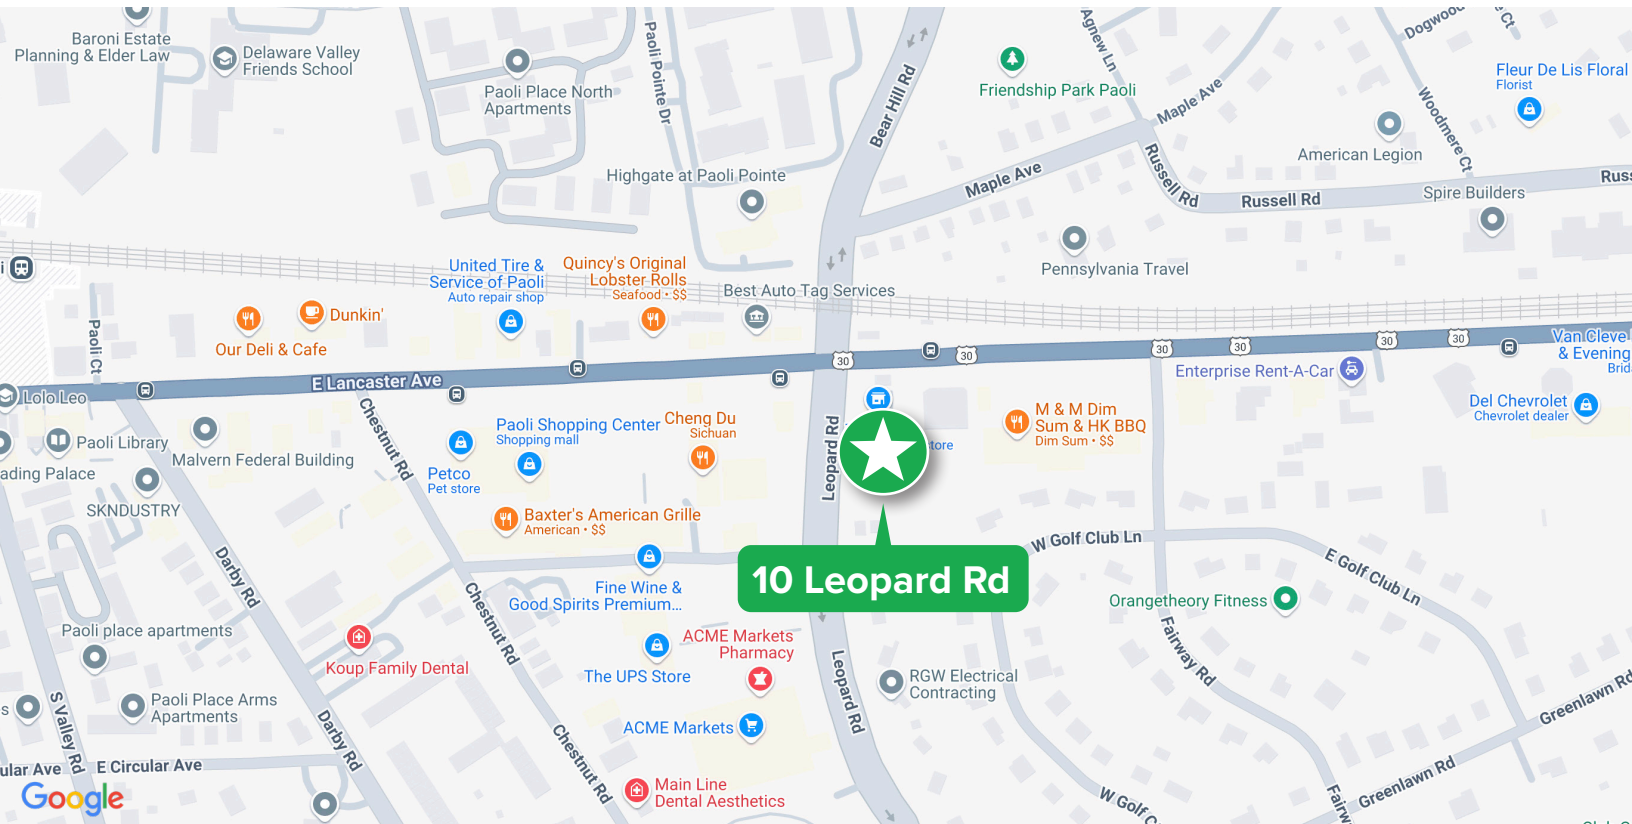 Baroni Estate
Planning & Elder Law
Delaware Valley
Friends School
Paoli Place North
Apartments
Paoli Pointe Dr
Bear Hill Rd
Agnew Ln
Friendship Park Paoli
Maple Ave
Dogwood
Ct
Fleur De Lis Floral
Florist
Woodmere Ct
American Legion
Highgate at Paoli Pointe
Maple Ave
Russell Rd
Russell Rd
Spire Builders
Russ
Pennsylvania Travel
i
United Tire &
Service of Paoli
Auto repair shop
Quincy's Original
Lobster Rolls
Seafood • $$
Best Auto Tag Services
Paoli Ct
Dunkin'
Our Deli & Cafe
E Lancaster Ave
30
30
30
30
30
30
Van Cleve
& Evening
Brid
Enterprise Rent-A-Car
Lolo Leo
Del Chevrolet
Chevrolet dealer
Paoli Library
ading Palace
Malvern Federal Building
SKNDUSTRY
Chestnut Rd
Paoli Shopping Center
Shopping mall
Petco
Pet store
Cheng Du
Sichuan
Leopard Rd
store
M & M Dim
Sum & HK BBQ
Dim Sum • $$
Baxter's American Grille
American • $$
W Golf Club Ln
E Golf Club Ln
10 Leopard Rd
Darby Rd
Chestnut Rd
Fine Wine &
Good Spirits Premium...
Orangetheory Fitness
Paoli place apartments
Koup Family Dental
ACME Markets
Pharmacy
The UPS Store
Leopard Rd
RGW Electrical
Contracting
Fairway Rd
s
S Valley Rd
Paoli Place Arms
Apartments
Darby Rd
ACME Markets
Greenlawn Rd
ular Ave
E Circular Ave
Chestnut Rd
Main Line
Dental Aesthetics
W Golf C
Fairw
Greenlawn Rd
Google